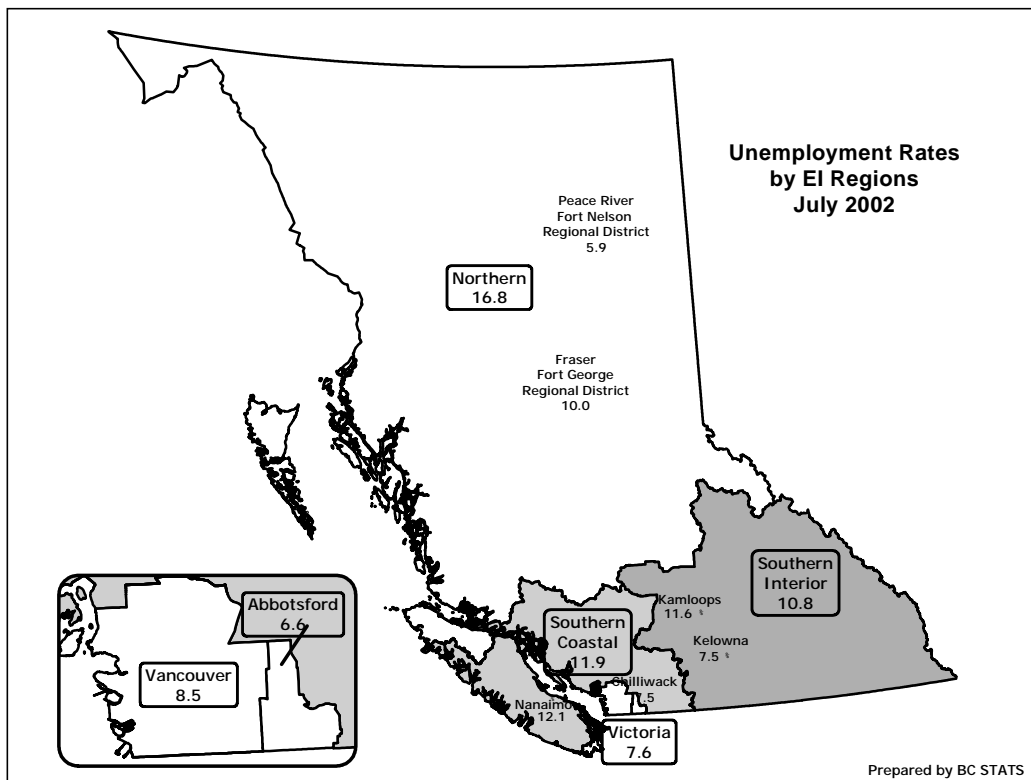 Unemployment Rates
by EI Regions
July 2002
Peace River
Fort Nelson
Regional District
5.9
Northern
16.8
Fraser
Fort George
Regional District
10.0
Southern
Interior
10.8
Kamloops
11.6
Kelowna
7.5
Southern
Coastal
11.9
Chilliwack
.5
Nanaimo
12.1
Victoria
7.6
Abbotsford
6.6
Vancouver
8.5
Prepared by BC STATS